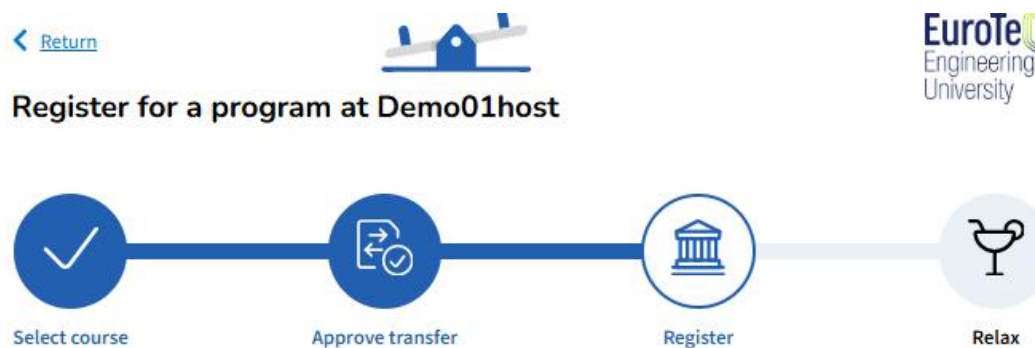 Return
Engineering
University
Register for a program at Demo01host
Select course
Approve transfer
Register
Relax